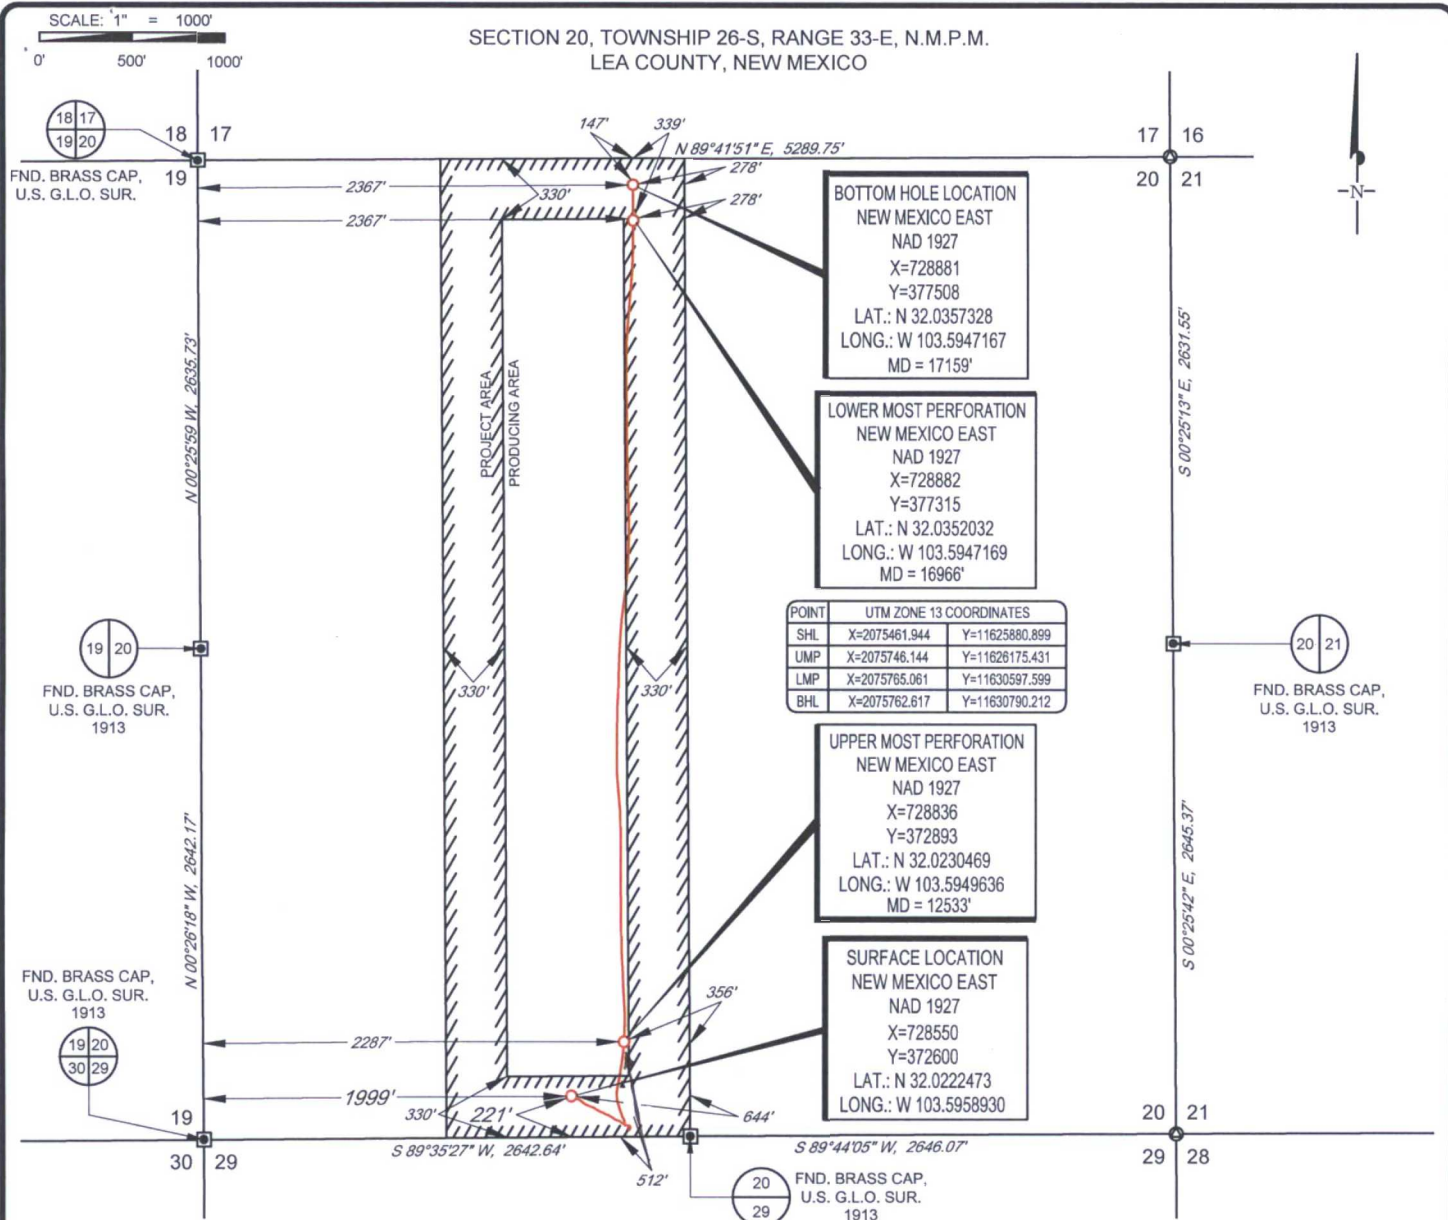 SCALE: 1" = 1000'
0' 500' 1000'
SECTION 20, TOWNSHIP 26-S, RANGE 33-E, N.M.P.M.
LEA COUNTY, NEW MEXICO
18 17
19 20
18 17
19
FND. BRASS CAP,
U.S. G.L.O. SUR.
147' 339'
N 89°41'51" E, 5289.75'
17 16
20 21
-N-
2367'
2367'
330'
278'
278'
BOTTOM HOLE LOCATION
NEW MEXICO EAST
NAD 1927
X=728881
Y=377508
LAT.: N 32.0357328
LONG.: W 103.5947167
MD = 17159'
N 00°25'59 W, 2635.73'
PROJECT AREA
PRODUCING AREA
S 00°25'13" E, 2631.55'
LOWER MOST PERFORATION
NEW MEXICO EAST
NAD 1927
X=728882
Y=377315
LAT.: N 32.0352032
LONG.: W 103.5947169
MD = 16966'
POINT UTM ZONE 13 COORDINATES
SHL X=2075461.944 Y=11625880.899
UMP X=2075746.144 Y=11626175.431
LMP X=2075765.061 Y=11630597.599
BHL X=2075762.617 Y=11630790.212
19 20
FND. BRASS CAP,
U.S. G.L.O. SUR.
1913
330'
330'
20 21
FND. BRASS CAP,
U.S. G.L.O. SUR.
1913
UPPER MOST PERFORATION
NEW MEXICO EAST
NAD 1927
X=728836
Y=372893
LAT.: N 32.0230469
LONG.: W 103.5949636
MD = 12533'
N 00°26'18" W, 2642.17'
S 00°25'42" E, 2645.37'
SURFACE LOCATION
NEW MEXICO EAST
NAD 1927
X=728550
Y=372600
LAT.: N 32.0222473
LONG.: W 103.5958930
FND. BRASS CAP,
U.S. G.L.O. SUR.
1913
19 20
30 29
356'
2287'
1999'
330' 221'
644'
19
30 29
S 89°35'27" W, 2642.64'
512'
S 89°44'05" W, 2646.07'
20 21
29 28
20
29
FND. BRASS CAP,
U.S. G.L.O. SUR.
1913